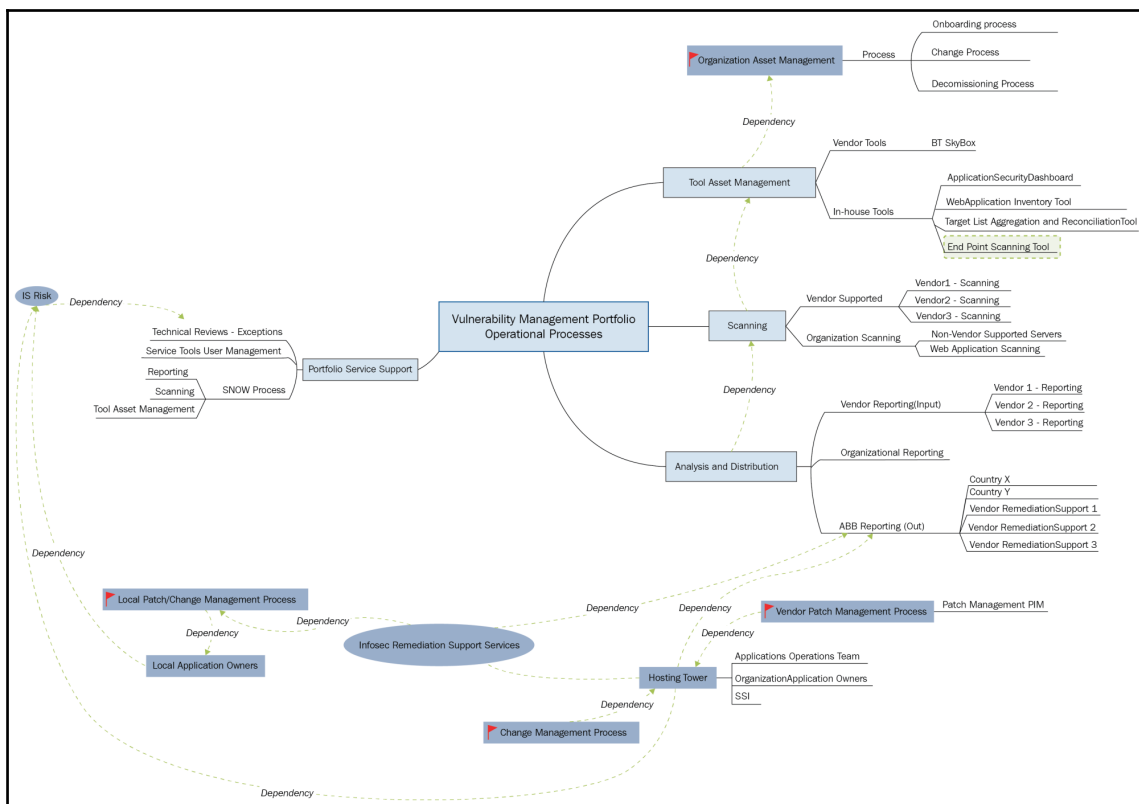 Onboarding process
Organization Asset Management
Process
Change Process
Decomissioning Process
Dependency
Vendor Tools
BT SkyBox
Tool Asset Management
ApplicationSecurityDashboard
WebApplication Inventory Tool
In-house Tools
Target List Aggregation and ReconciliationTool
End Point Scanning Tool
Dependency
IS Risk
Dependency
Vendor1 - Scanning
Vendor Supported
Vendor2 - Scanning
Vendor3 - Scanning
Vulnerability Management Portfolio
Operational Processes
Scanning
Technical Reviews - Exceptions
Organization Scanning
Non-Vendor Supported Servers
Web Application Scanning
Service Tools User Management
Portfolio Service Support
Reporting
SNOW Process
Scanning
Tool Asset Management
Dependency
Vendor 1 - Reporting
Vendor Reporting(Input)
Vendor 2 - Reporting
Vendor 3 - Reporting
Organizational Reporting
Analysis and Distribution
Country X
Country Y
Vendor RemediationSupport 1
ABB Reporting (Out)
Vendor RemediationSupport 2
Vendor RemediationSupport 3
Dependency
Local Patch/Change Management Process
Dependency
Dependency
Dependency
Vendor Patch Management Process
Patch Management PIM
Dependency
Dependency
Infosec Remediation Support Services
Local Application Owners
Applications Operations Team
Hosting Tower
OrganizationApplication Owners
SSI
Dependency
Change Management Process
Dependency